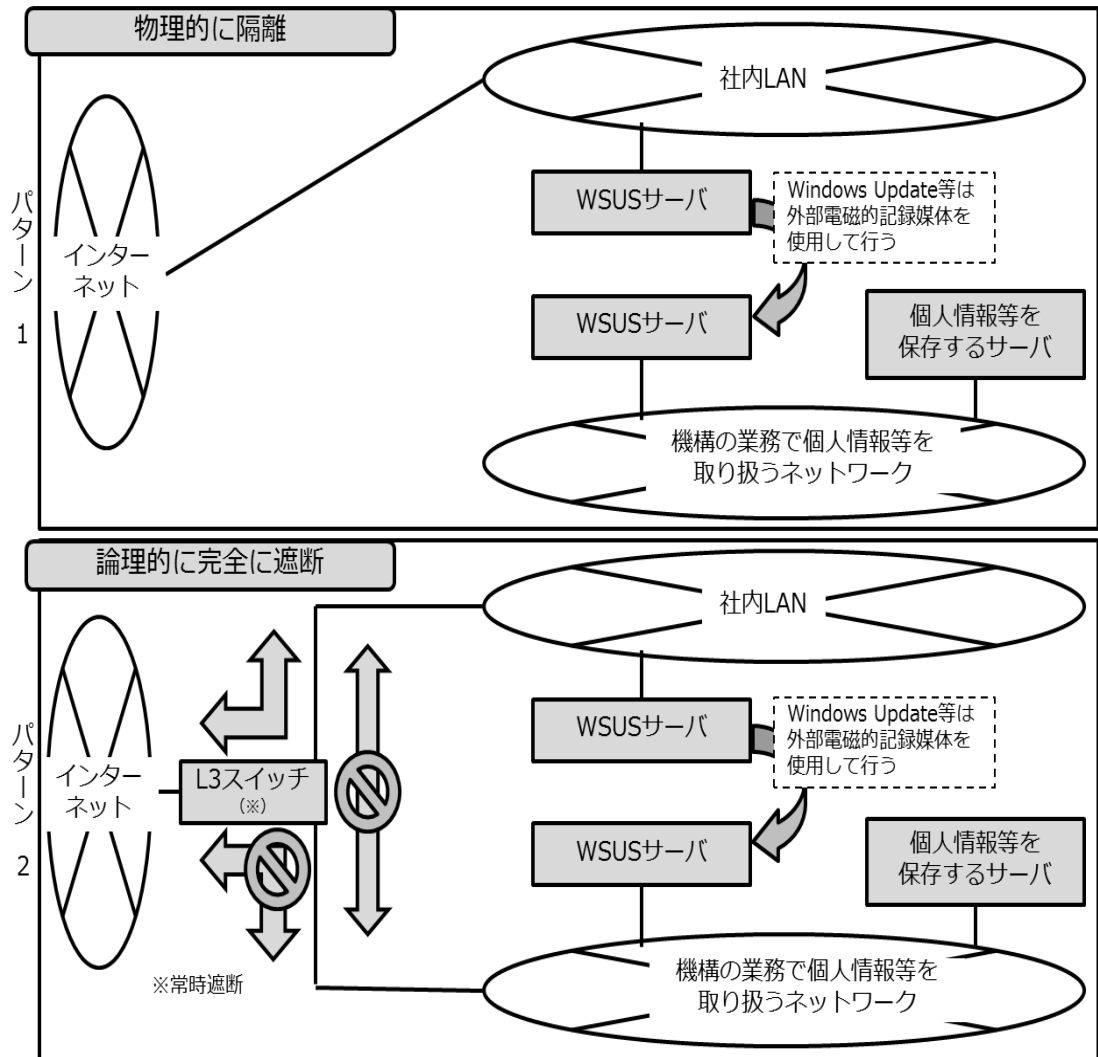 物理的に隔離
社内LAN
パターン 1
インター
ネット
WSUSサーバ
Windows Update等は
外部電磁的記録媒体を
使用して行う
WSUSサーバ
個人情報等を
保存するサーバ
機構の業務で個人情報等を
取り扱うネットワーク
論理的に完全に遮断
社内LAN
パターン 2
インター
ネット
L3スイッチ
(※)
WSUSサーバ
Windows Update等は
外部電磁的記録媒体を
使用して行う
WSUSサーバ
個人情報等を
保存するサーバ
※常時遮断
機構の業務で個人情報等を
取り扱うネットワーク